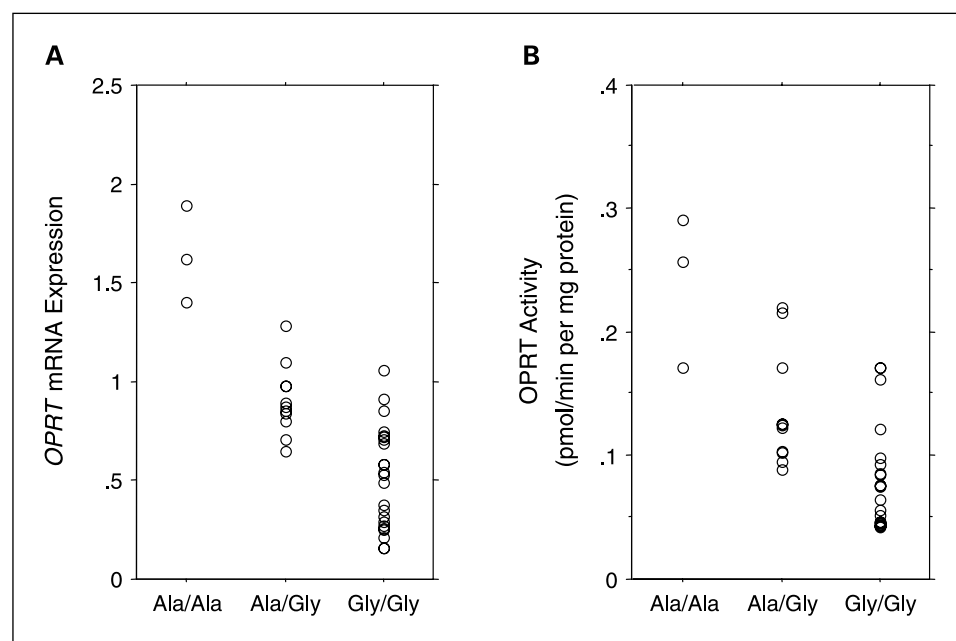 A
OPRT mRNA Expression
2.5
2
1.5
1
.5
0
Ala/Ala Ala/Gly Gly/Gly
B
OPRT Activity
(pmol/min per mg protein)
.4
.3
.2
.1
0
Ala/Ala Ala/Gly Gly/Gly